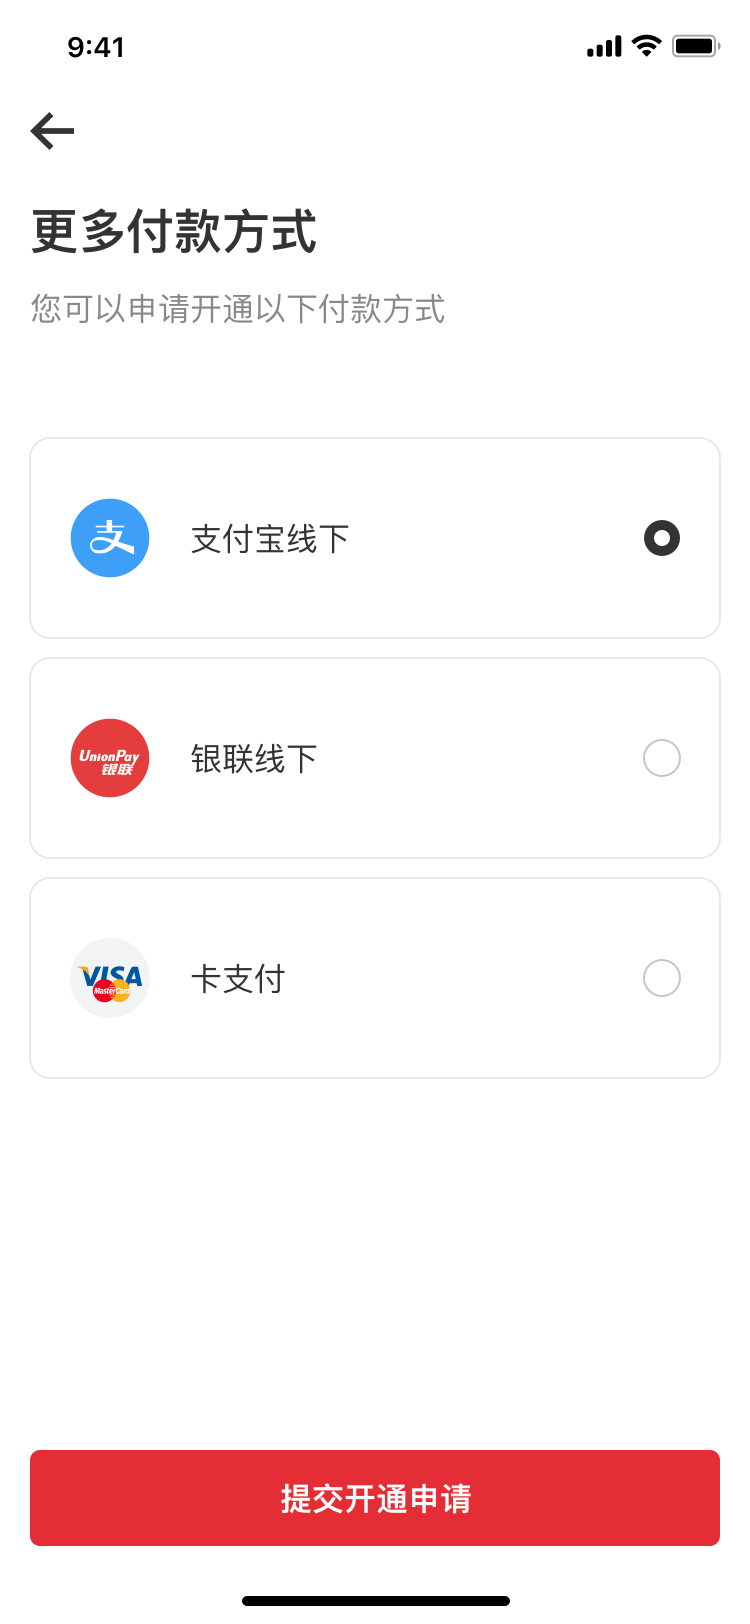 9:41
更多付款方式
您可以申请开通以下付款方式
支
支付宝线下
UnionPay
银联
银联线下
VISA
MasterCard
卡支付
提交开通申请